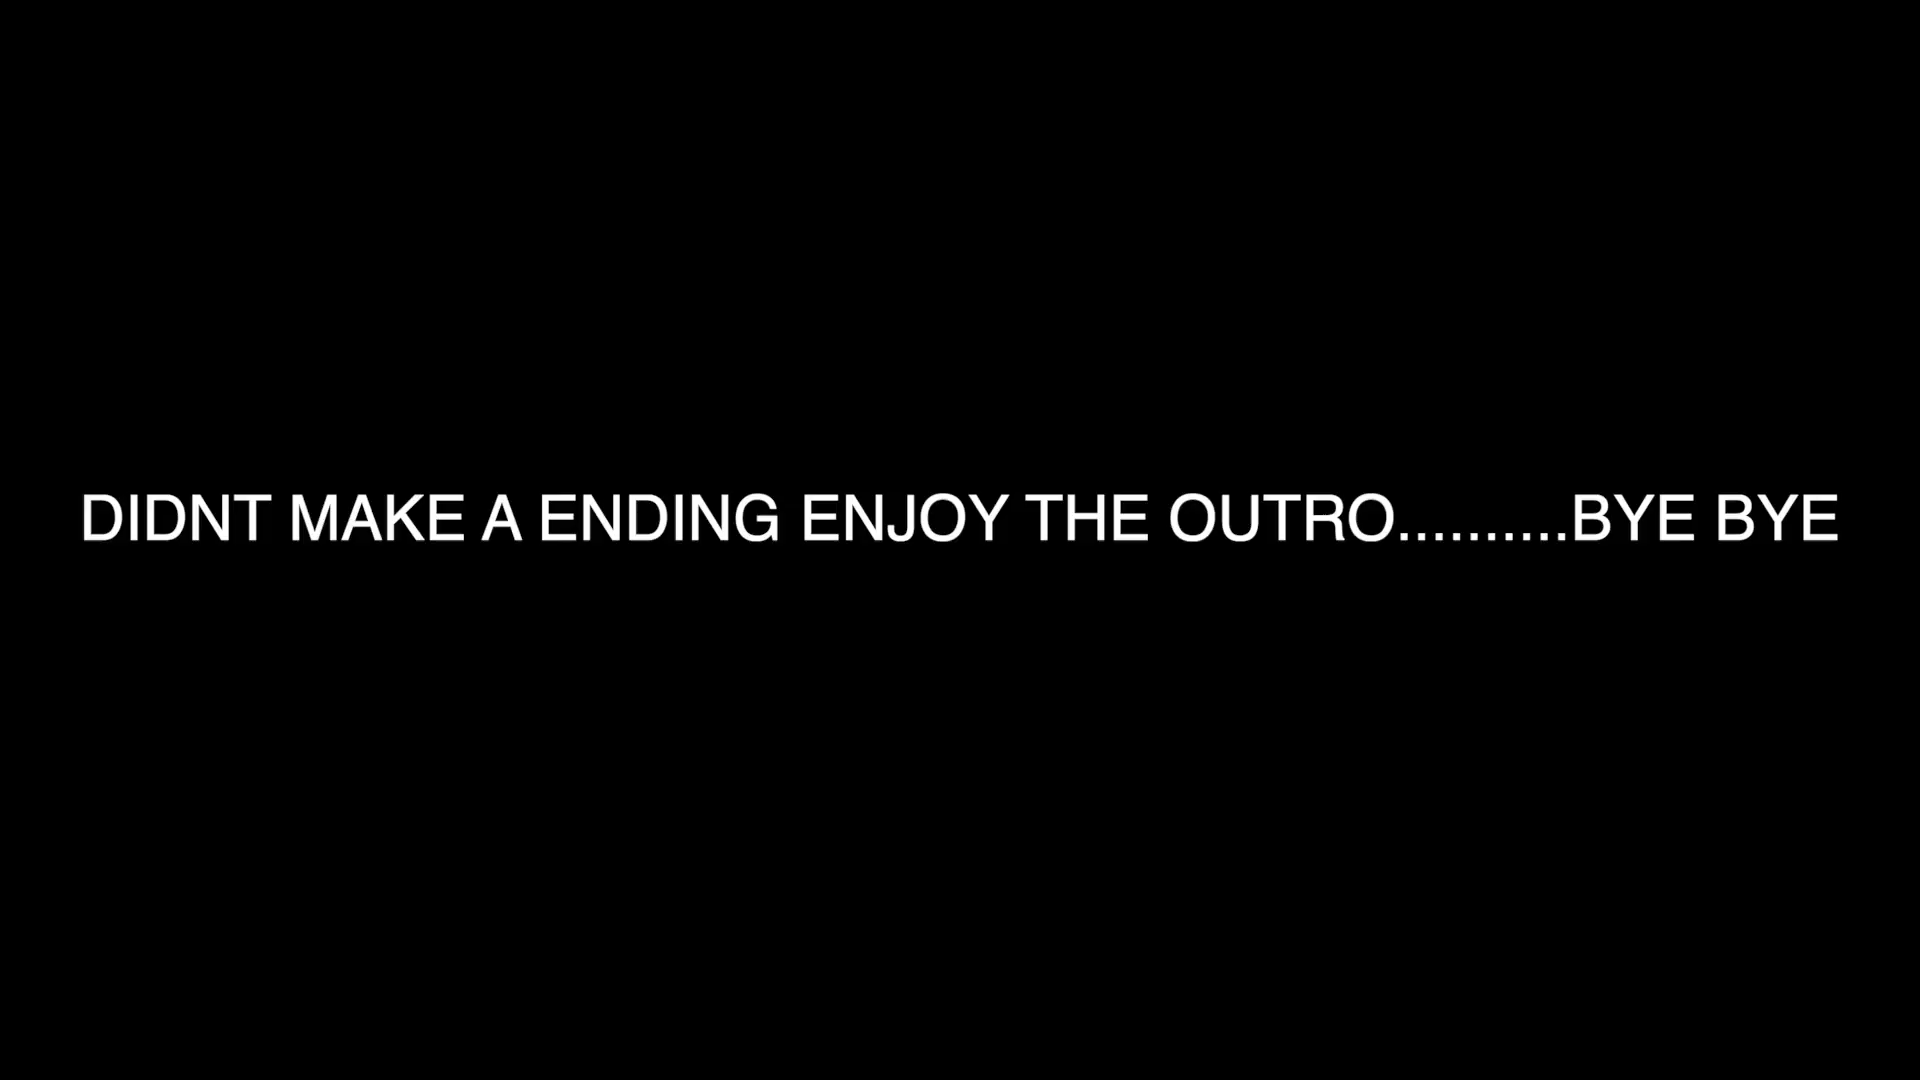 DIDNT MAKE A ENDING ENJOY THE OUTRO..........BYE BYE